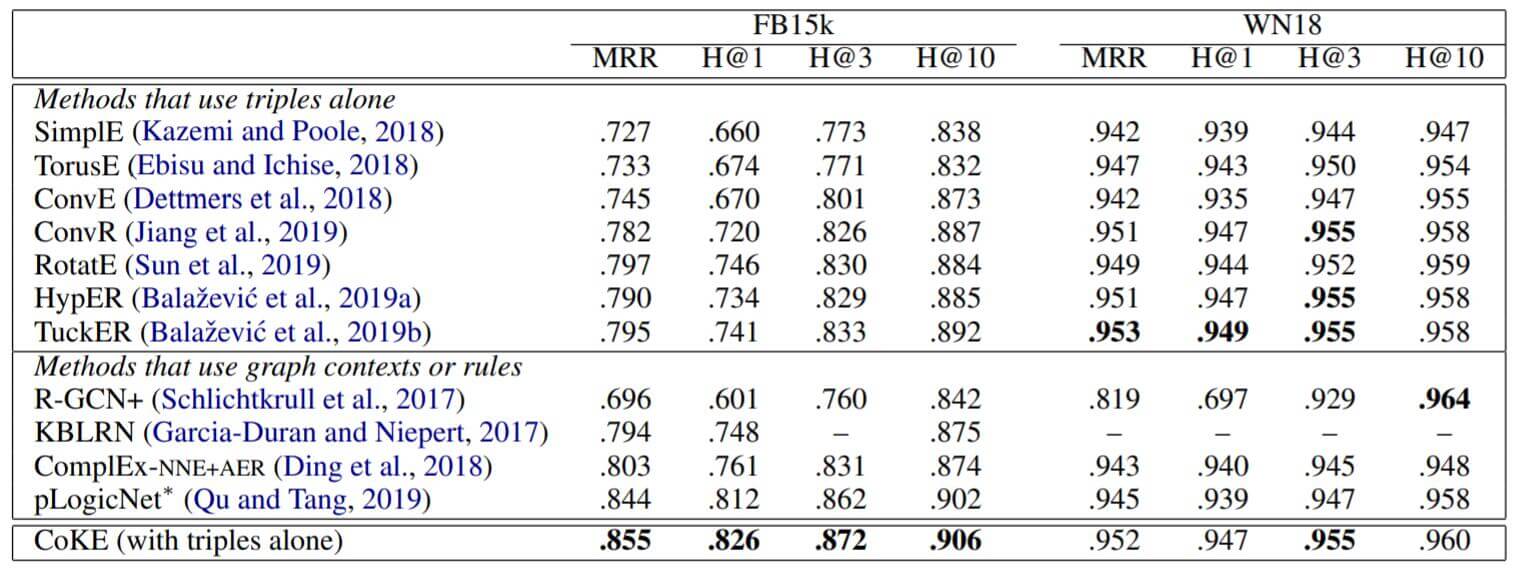 FB15k WN18
MRR H@1 H@3 H@10 MRR H@1 H@3 H@10
Methods that use triples alone
SimplE (Kazemi and Poole, 2018) .727 .660 .773 .838 .942 .939 .944 .947
TorusE (Ebisu and Ichise, 2018) .733 .674 .771 .832 .947 .943 .950 .954
ConvE (Dettmers et al., 2018) .745 .670 .801 .873 .942 .935 .947 .955
ConvR (Jiang et al., 2019) .782 .720 .826 .887 .951 .947 .955 .958
RotatE (Sun et al., 2019) .797 .746 .830 .884 .949 .944 .952 .959
HypER (Balažević et al., 2019a) .790 .734 .829 .885 .951 .947 .955 .958
TuckER (Balažević et al., 2019b) .795 .741 .833 .892 .953 .949 .955 .958
Methods that use graph contexts or rules
R-GCN+ (Schlichtkrull et al., 2017) .696 .601 .760 .842 .819 .697 .929 .964
KBLRN (Garcia-Duran and Niepert, 2017) .794 .748 – .875 – – – –
ComplEx-NNE+AER (Ding et al., 2018) .803 .761 .831 .874 .943 .940 .945 .948
pLogicNet* (Qu and Tang, 2019) .844 .812 .862 .902 .945 .939 .947 .958
CoKE (with triples alone) .855 .826 .872 .906 .952 .947 .955 .960